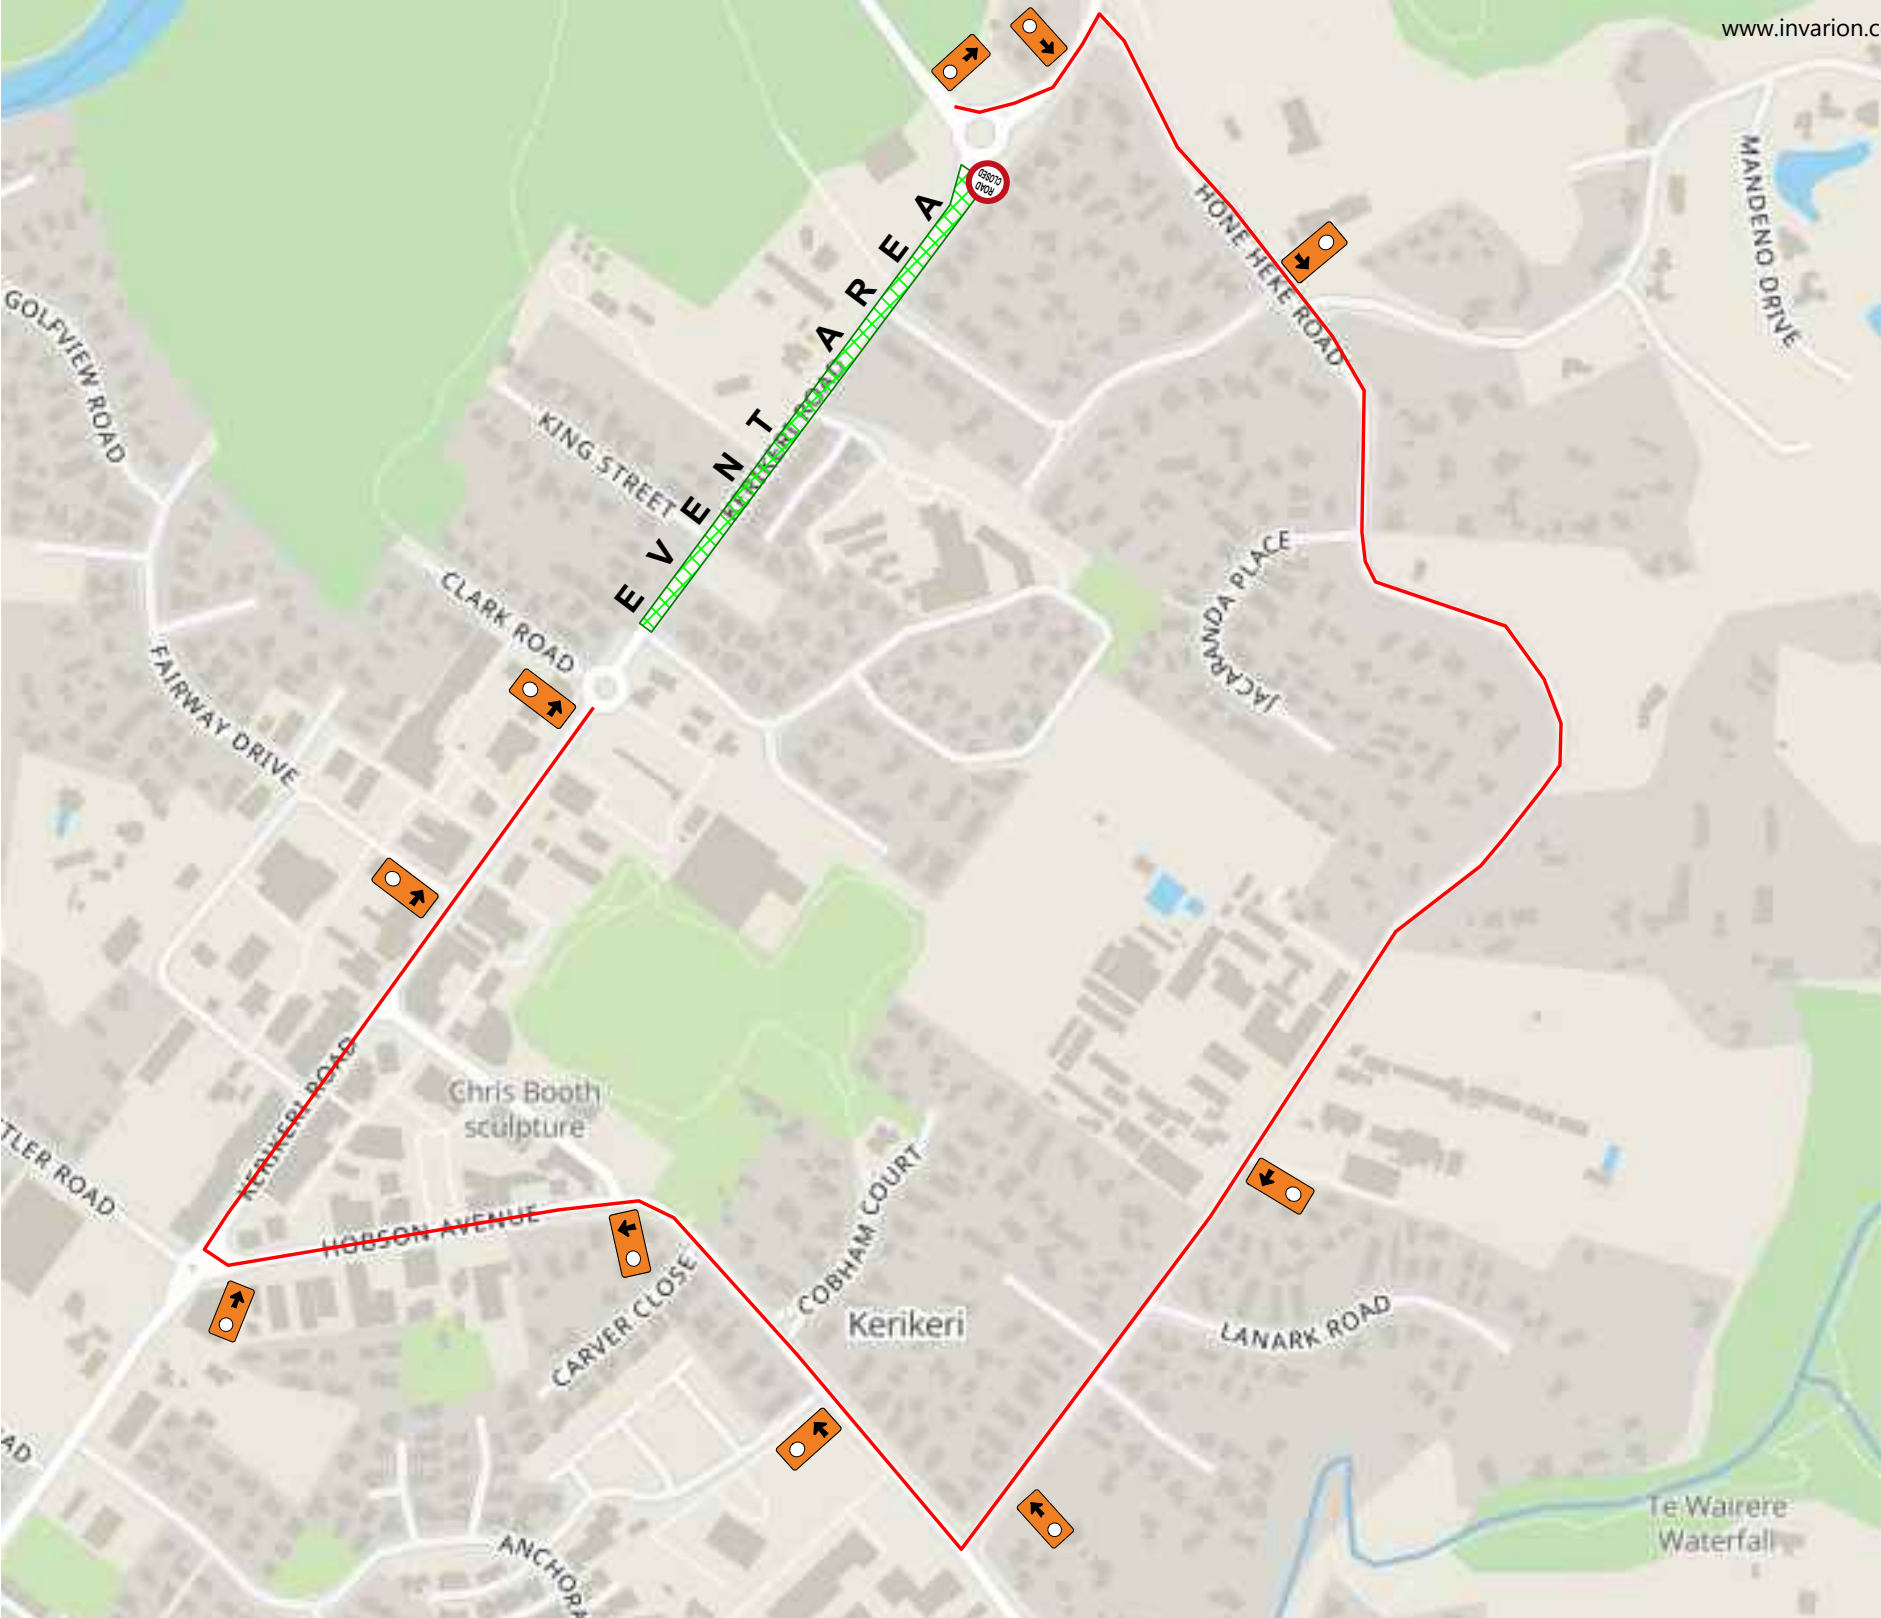 www.invarion.c
ROAD
CLOSED
EVENT AREA
KERIKERI ROAD
HONE HEKE ROAD
MANDENO DRIVE
GOLFVIEW ROAD
KING STREET
CLARK ROAD
JACARANDA PLACE
FAIRWAY DRIVE
KERIKERI ROAD
Chris Booth
sculpture
TLER ROAD
HOBSON AVENUE
COBHAM COURT
CARVER CLOSE
Kerikeri
LANARK ROAD
AD
ANCHORA
Te Wairere
Waterfall